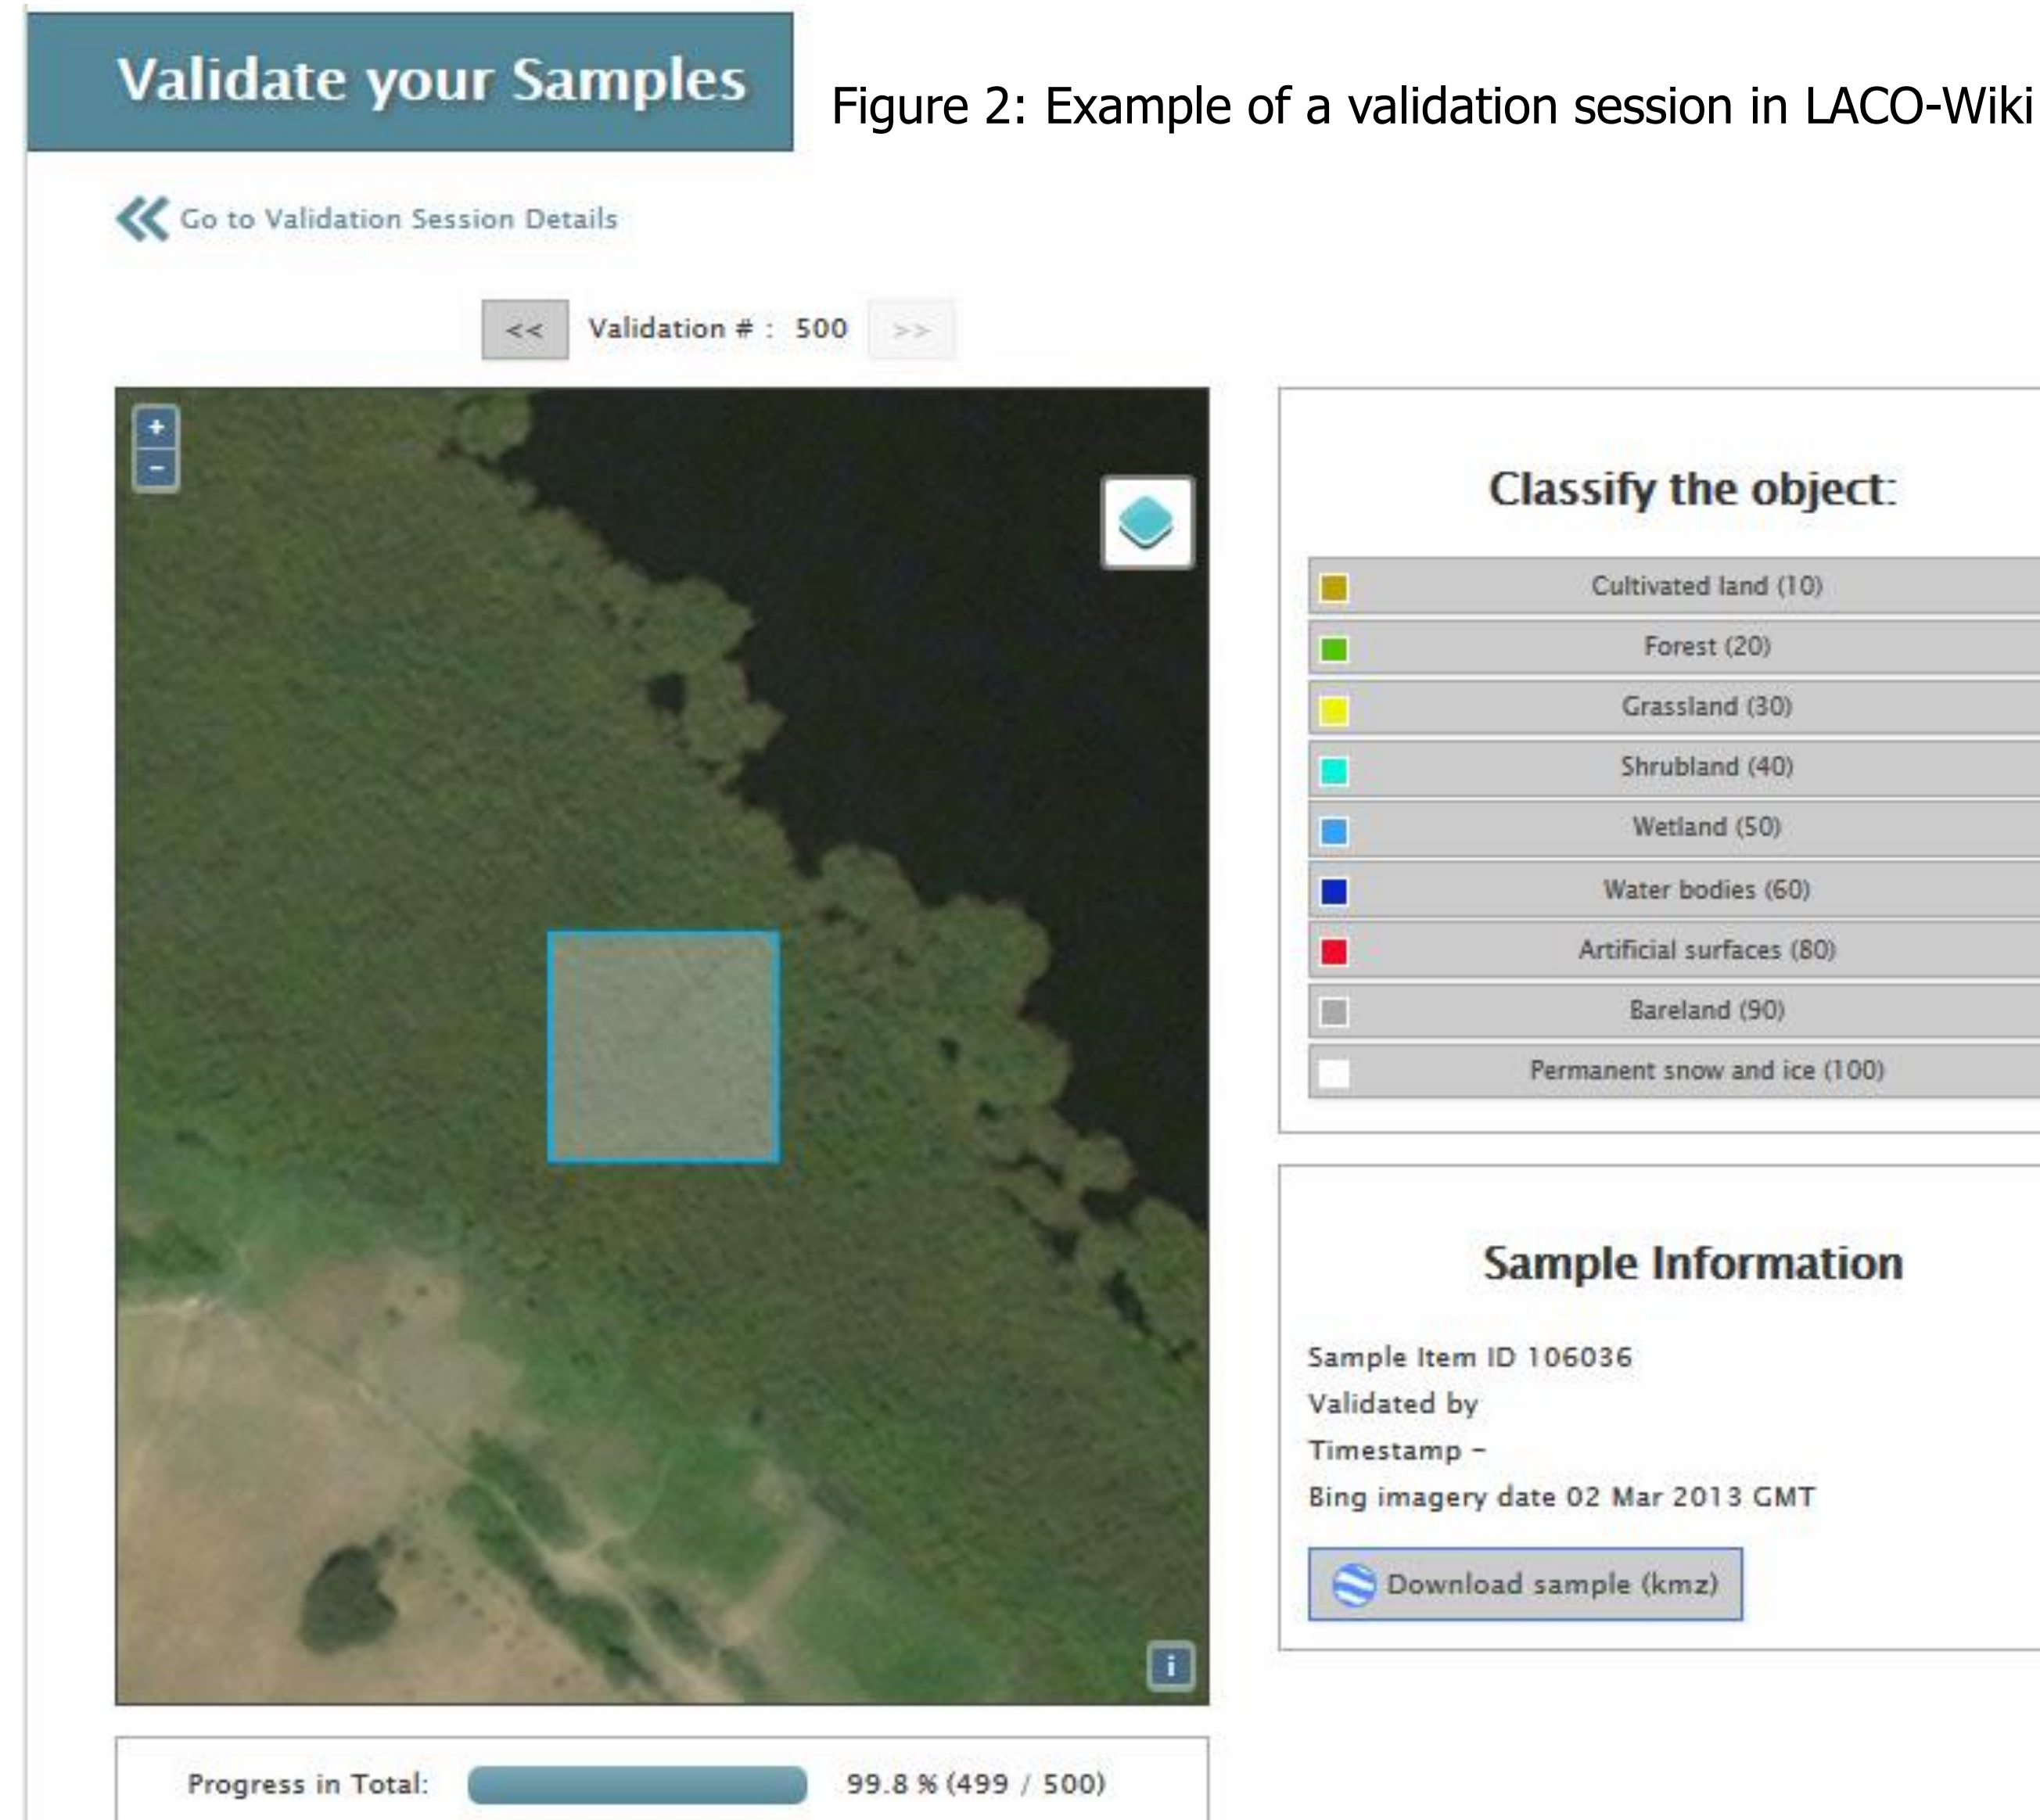 Validate your Samples
Figure 2: Example of a validation session in LACO-Wiki
Go to Validation Session Details
<< Validation # : 500 >>
+
-
Classify the object:
Cultivated land (10)
Forest (20)
Grassland (30)
Shrubland (40)
Wetland (50)
Water bodies (60)
Artificial surfaces (80)
Bareland (90)
Permanent snow and ice (100)
Sample Information
Sample Item ID 106036
Validated by
Timestamp -
Bing imagery date 02 Mar 2013 GMT
Download sample (kmz)
i
Progress in Total: 99.8 % (499 / 500)